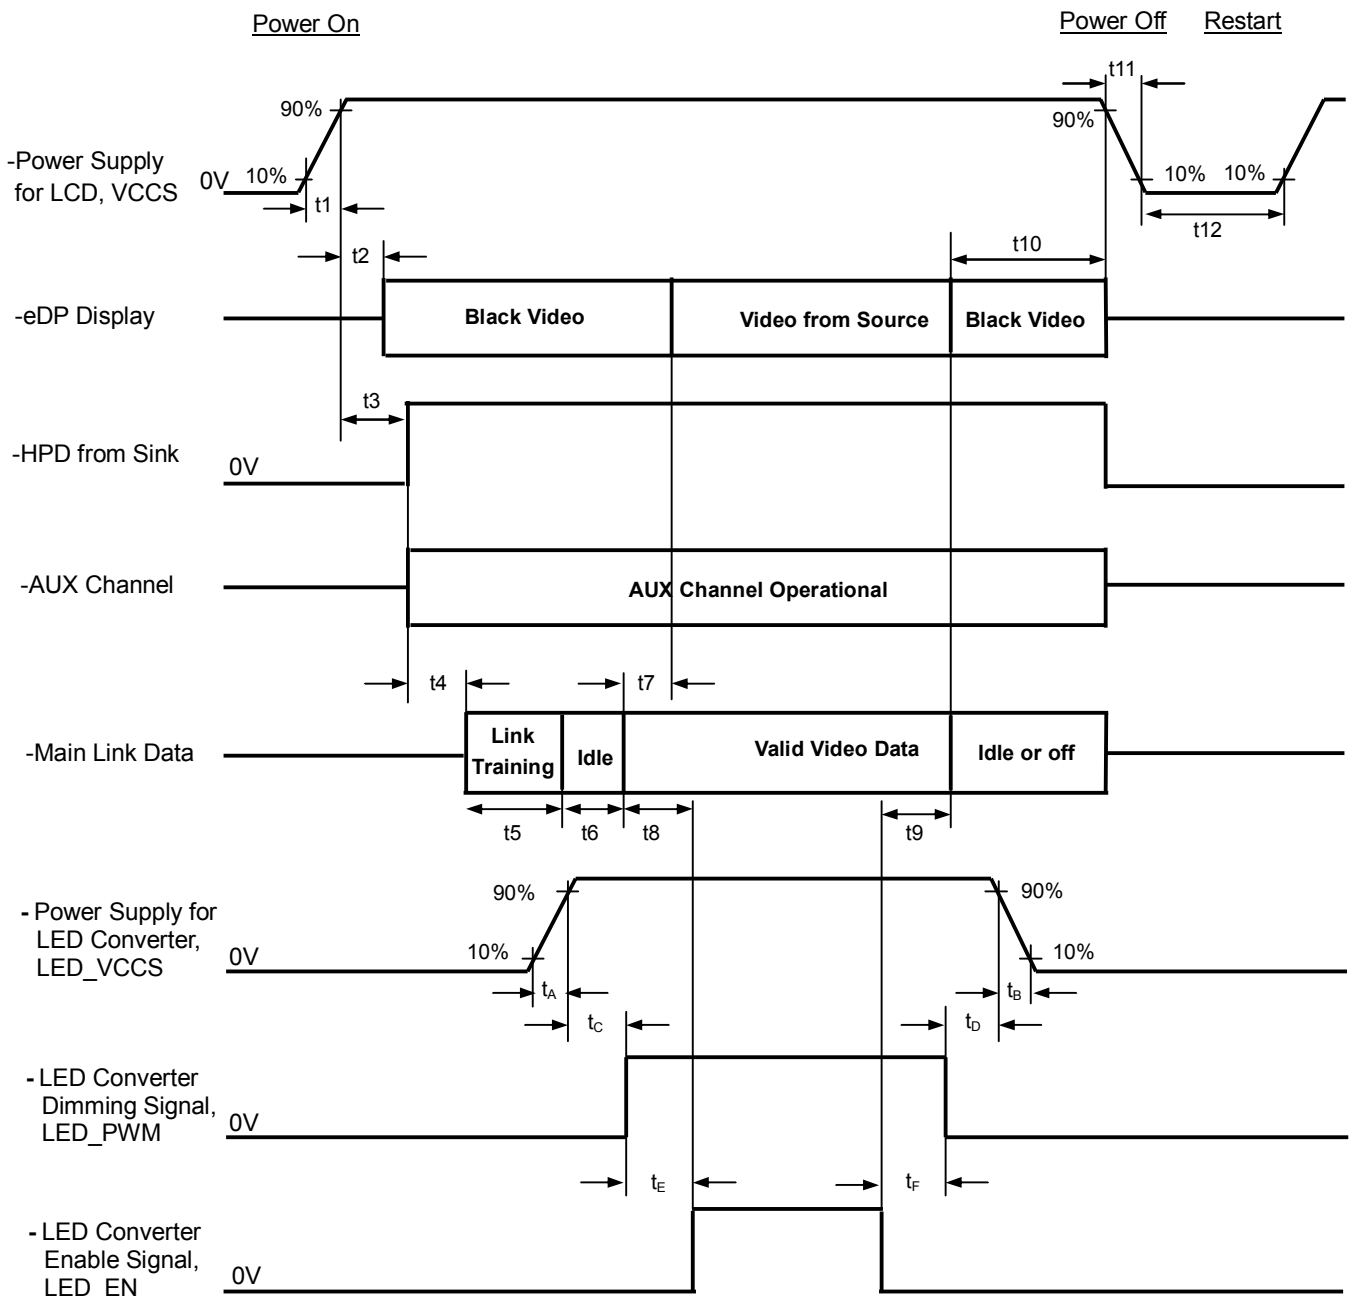 Power On
Power Off
Restart
t11
90%
90%
-Power Supply
for LCD, VCCS
0V
10%
10%
10%
t1
t12
t2
t10
-eDP Display
Black Video
Video from Source
Black Video
t3
-HPD from Sink
0V
-AUX Channel
AUX Channel Operational
t4
t7
-Main Link Data
Link
Training
Idle
Valid Video Data
Idle or off
t5
t6
t8
t9
90%
90%
- Power Supply for
LED Converter,
LED_VCCS
0V
10%
10%
tA
tB
tC
tD
- LED Converter
Dimming Signal,
LED_PWM
0V
tE
tF
- LED Converter
Enable Signal,
LED_EN
0V